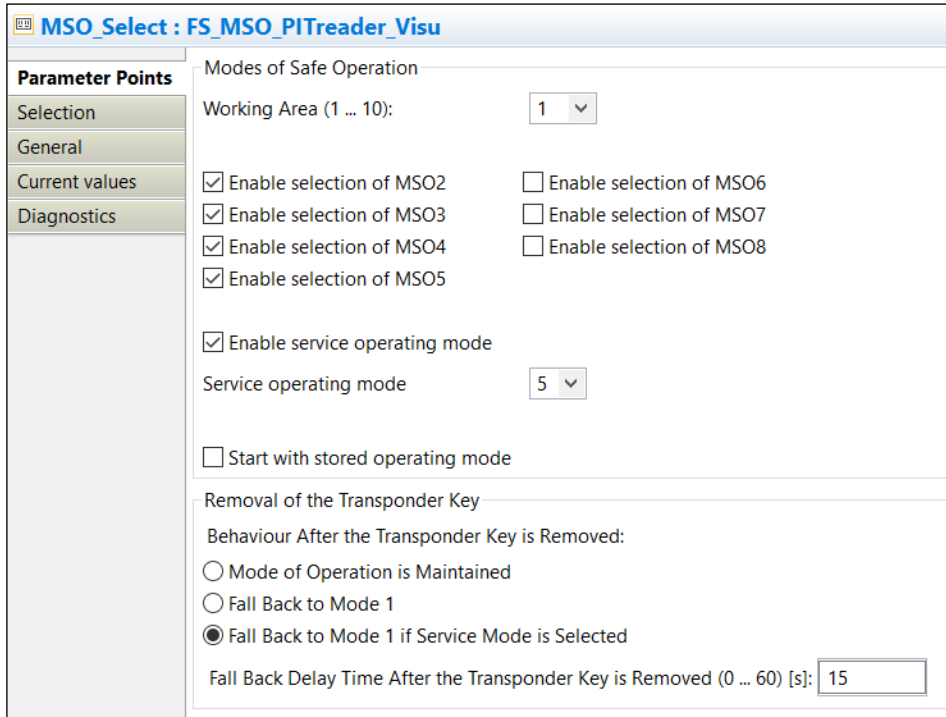 MSO_Select : FS_MSO_PITreader_Visu
Parameter Points
Selection
General
Current values
Diagnostics
Modes of Safe Operation
Working Area (1 ... 10): 1
Enable selection of MSO2 Enable selection of MSO6
Enable selection of MSO3 Enable selection of MSO7
Enable selection of MSO4 Enable selection of MSO8
Enable selection of MSO5
Enable service operating mode
Service operating mode 5
Start with stored operating mode
Removal of the Transponder Key
Behaviour After the Transponder Key is Removed:
Mode of Operation is Maintained
Fall Back to Mode 1
Fall Back to Mode 1 if Service Mode is Selected
Fall Back Delay Time After the Transponder Key is Removed (0 ... 60) [s]: 15